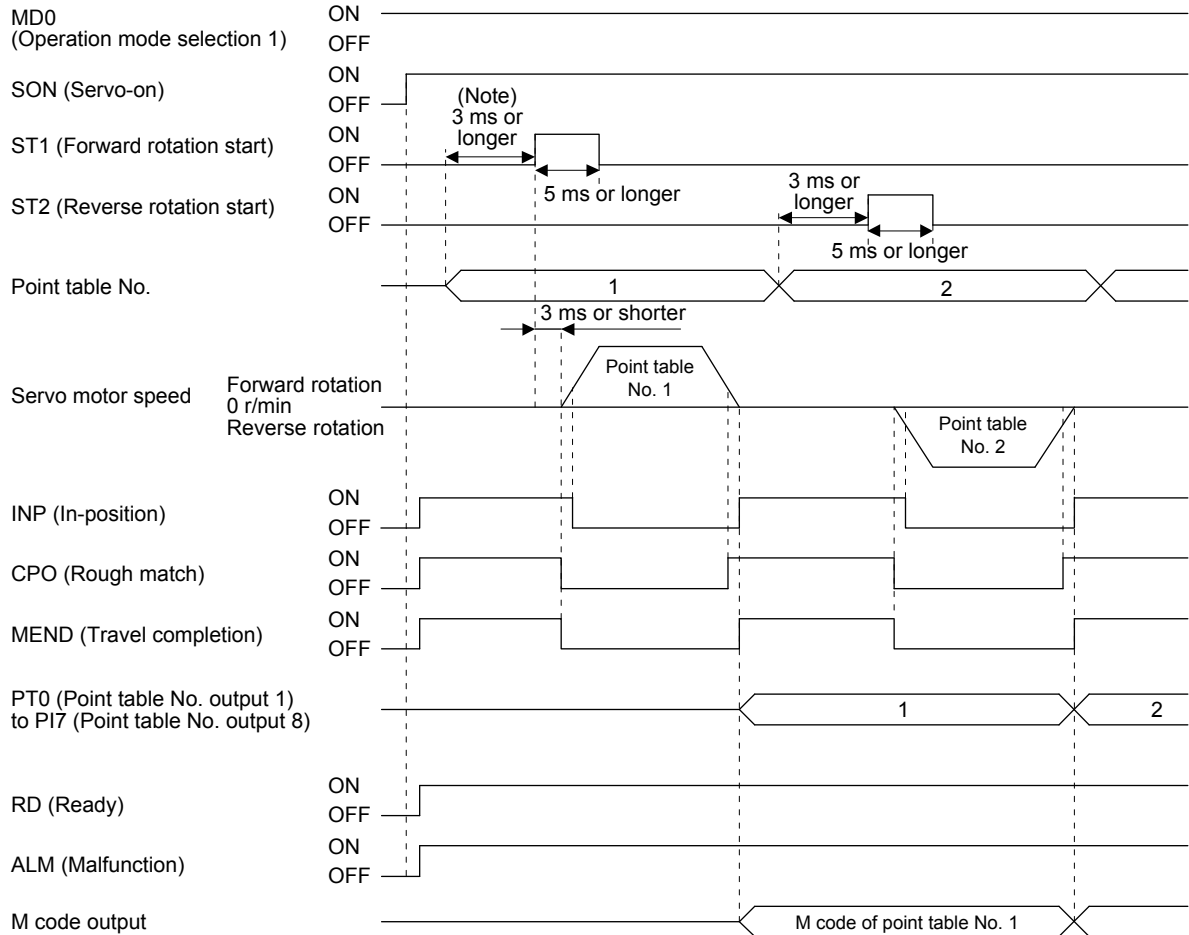 MD0
(Operation mode selection 1)
ON
OFF
SON (Servo-on)
ON
OFF
(Note)
3 ms or
longer
ST1 (Forward rotation start)
ON
OFF
5 ms or longer
ST2 (Reverse rotation start)
ON
OFF
3 ms or
longer
5 ms or longer
Point table No.
1
2
3 ms or shorter
Servo motor speed
Forward rotation
0 r/min
Reverse rotation
Point table
No. 1
Point table
No. 2
INP (In-position)
ON
OFF
CPO (Rough match)
ON
OFF
MEND (Travel completion)
ON
OFF
PT0 (Point table No. output 1)
to PI7 (Point table No. output 8)
1
2
RD (Ready)
ON
OFF
ALM (Malfunction)
ON
OFF
M code output
M code of point table No. 1